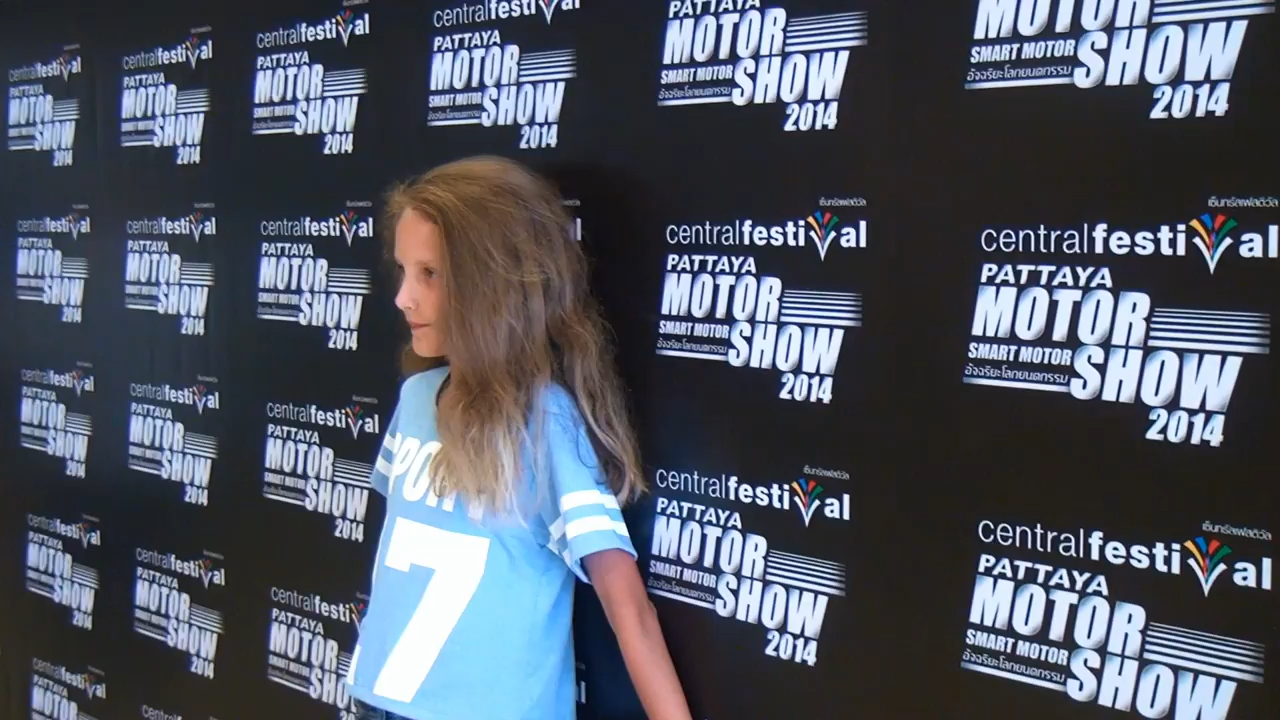 เซ็นทรัลเฟสติวัล
centralfestival
PATTAYA
MOTOR
SMART MOTOR SHOW
อัจฉริยะโลกยนตกรรม
2014
7